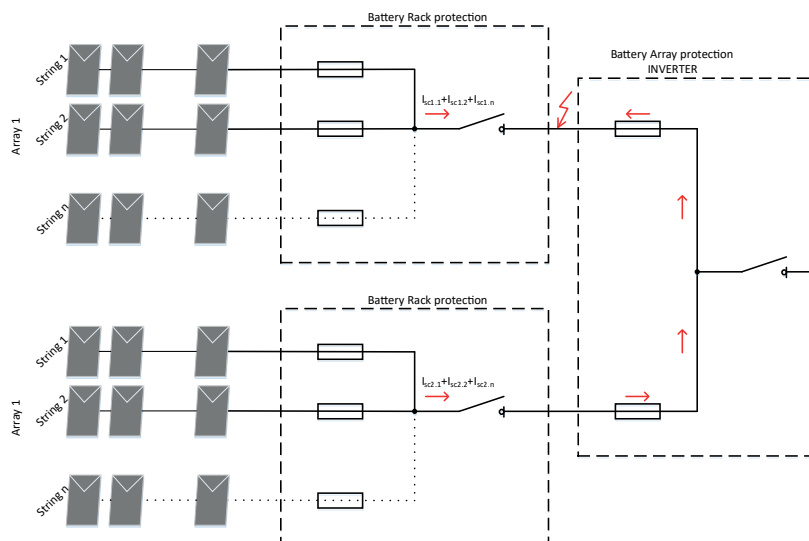 Battery Rack protection
Battery Array protection
INVERTER
String 1
Isc1.1+Isc1.2+Isc1.n
String 2
Array 1
String n
Battery Rack protection
String 1
Isc2.1+Isc2.2+Isc2.n
String 2
Array 1
String n